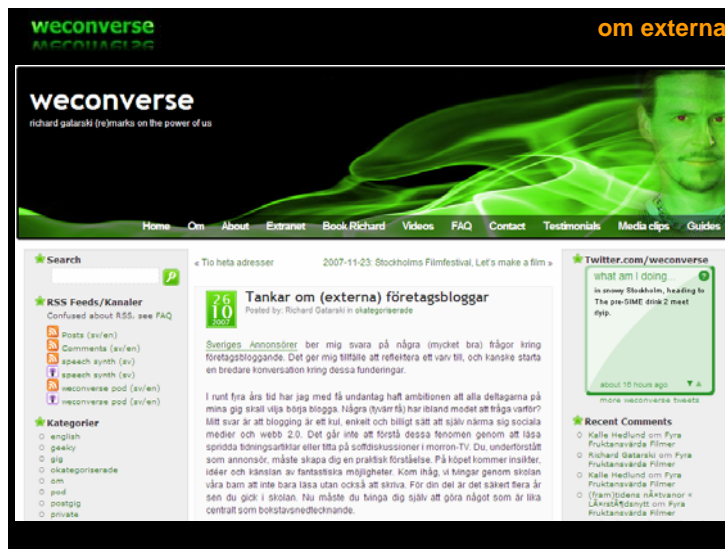 weconverse
om externa
weconverse
richard gatarski (re)marks on the power of us
Home Om About Extranet Book Richard Videos FAQ Contact Testimonials Media clips Guides
Search
RSS Feeds/Kanaler
Confused about RSS, see FAQ
Posts (sv/en)
Comments (sv/en)
speech synth (sv)
speech synth (sv)
weconverse pod (sv/en)
weconverse pod (sv/en)
Kategorier
english
geeky
gig
okategoriserade
om
pod
postgig
private
« Tio heta adresser 2007-11-23: Stockholms Filmfestival, Let's make a film »
26
10
2007
Tankar om (externa) företagsbloggar
Posted by: Richard Gatarski in okategoriserade
Sveriges Annonsörer ber mig svara på några (mycket bra) frågor kring
företagsbloggande. Det ger mig tillfälle att reflektera ett varv till, och kanske starta
en bredare konversation kring dessa funderingar.
I runt fyra års tid har jag med få undantag haft ambitionen att alla deltagarna på
mina gig skall vilja börja blogga. Några (tyvärr få) har ibland modet att fråga varför?
Mitt svar är att blogging är ett kul, enkelt och billigt sätt att själv närma sig sociala
medier och webb 2.0. Det går inte att förstå dessa fenomen genom att läsa
spridda tidningsartiklar eller titta på soffdiskussioner i morron-TV. Du, underförstått
som annonsör, måste skapa dig en praktisk förståelse. På köpet kommer insikter,
idéer och känslan av fantastiska möjligheter. Kom ihåg, vi tvingar genom skolan
våra barn att inte bara läsa utan också att skriva. För din del är det säkert flera år
sen du gick i skolan. Nu måste du tvinga dig själv att göra något som är lika
centralt som bokstavsnedtecknande.
Twitter.com/weconverse
what am I doing...
in snowy Stockholm, heading to
The pre-SIME drink 2 meet
dyip.
about 16 hours ago
more weconverse tweets
Recent Comments
Kalle Hedlund om Fyra
Fruktansvärda Filmer
Richard Gatarski om Fyra
Fruktansvärda Filmer
Kalle Hedlund om Fyra
Fruktansvärda Filmer
(fram)tidens nÃ¤tvanor «
LÃ¤rstÃ¶dsnytt om Fyra
Fruktansvärda Filmer